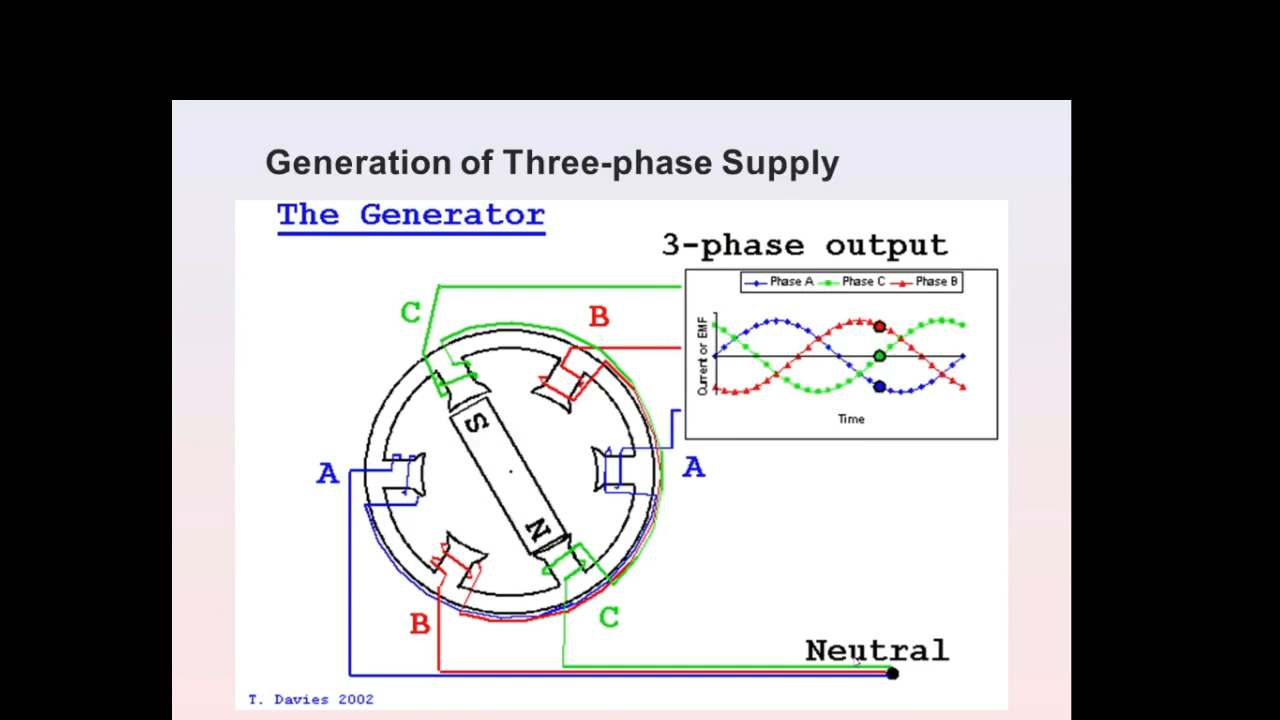 Generation of Three-phase Supply
The Generator
3-phase output
Phase A Phase C Phase B
Current or EMF
Time
C
B
S
A
A
N
B
C
Neutral
T. Davies 2002